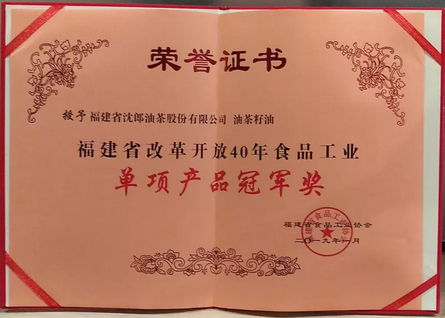 荣誉证书
授予 福建省沈郎油茶股份有限公司 油茶籽油
福建省改革开放40年食品工业
单项产品冠军奖
福建省食品工业协会
二〇一九年一月